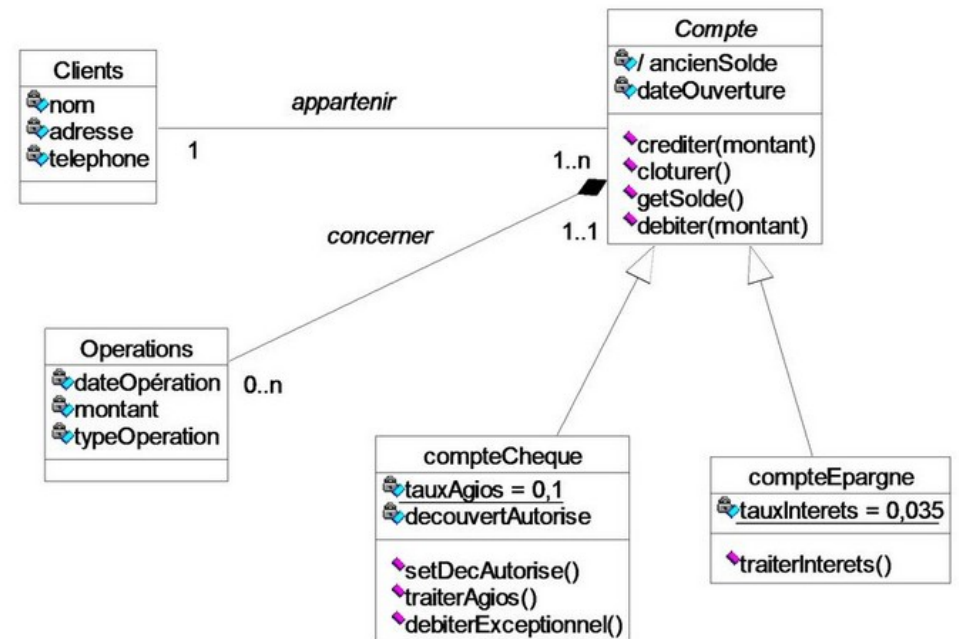 Compte
/ ancienSolde
dateOuverture
crediter(montant)
cloturer()
getSolde()
debiter(montant)
Clients
nom
adresse
telephone
appartenir
1
1..n
1..1
concerner
Operations
dateOpération
montant
typeOperation
0..n
compteCheque
tauxAgios = 0,1
decouvertAutorise
setDecAutorise()
traiterAgios()
debiterExceptionnel()
compteEpargne
tauxInterets = 0,035
traiterInterets()